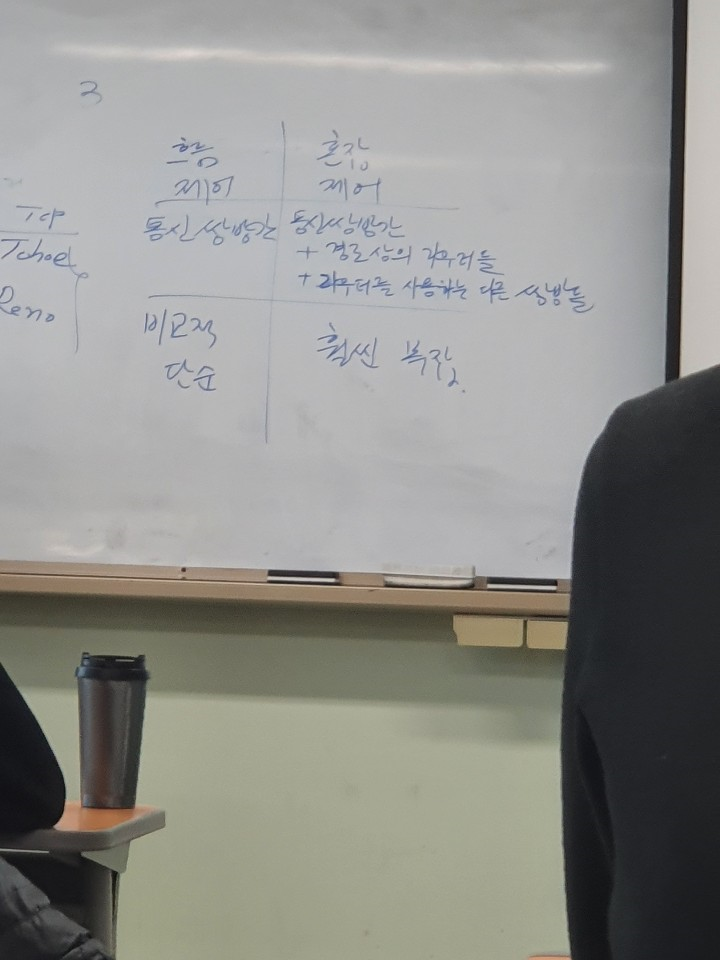 3
흐름
제어
혼잡
제어
TCP
Tahoe
Reno
통신 쌍방간
통신쌍방간
+ 경로상의 라우터들
+ 라우터를 사용하는 다른 쌍방들
비교적
단순
훨씬 복잡.